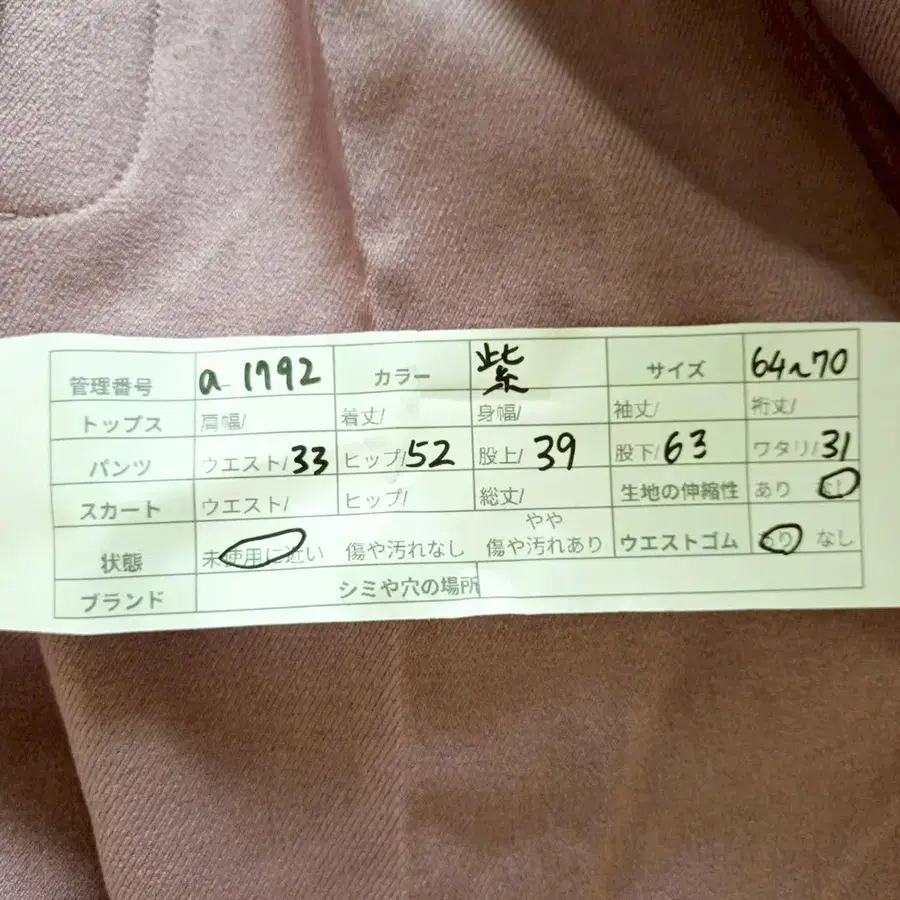 管理番号 a-1792 カラー 紫 サイズ 64~70
トップス 肩幅/ 着丈/ 身幅/ 袖丈/ 裄丈/
パンツ ウエスト/33 ヒップ/52 股上/39 股下/63 ワタリ/31
スカート ウエスト/ ヒップ/ 総丈/ 生地の伸縮性 あり なし
状態 未使用に近い 傷や汚れなし やや傷や汚れあり ウエストゴム あり なし
ブランド シミや穴の場所